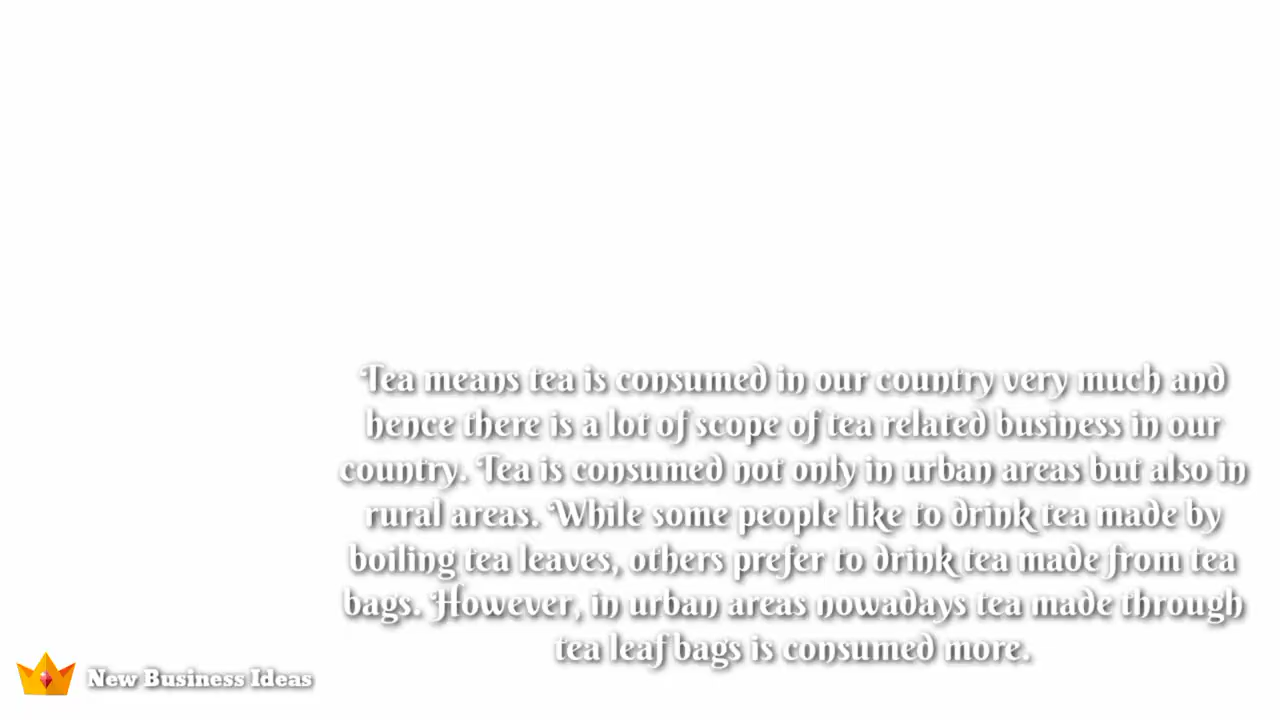 Tea means tea is consumed in our country very much and
hence there is a lot of scope of tea related business in our
country. Tea is consumed not only in urban areas but also in
rural areas. While some people like to drink tea made by
boiling tea leaves, others prefer to drink tea made from tea
bags. However, in urban areas nowadays tea made through
tea leaf bags is consumed more.
New Business Ideas